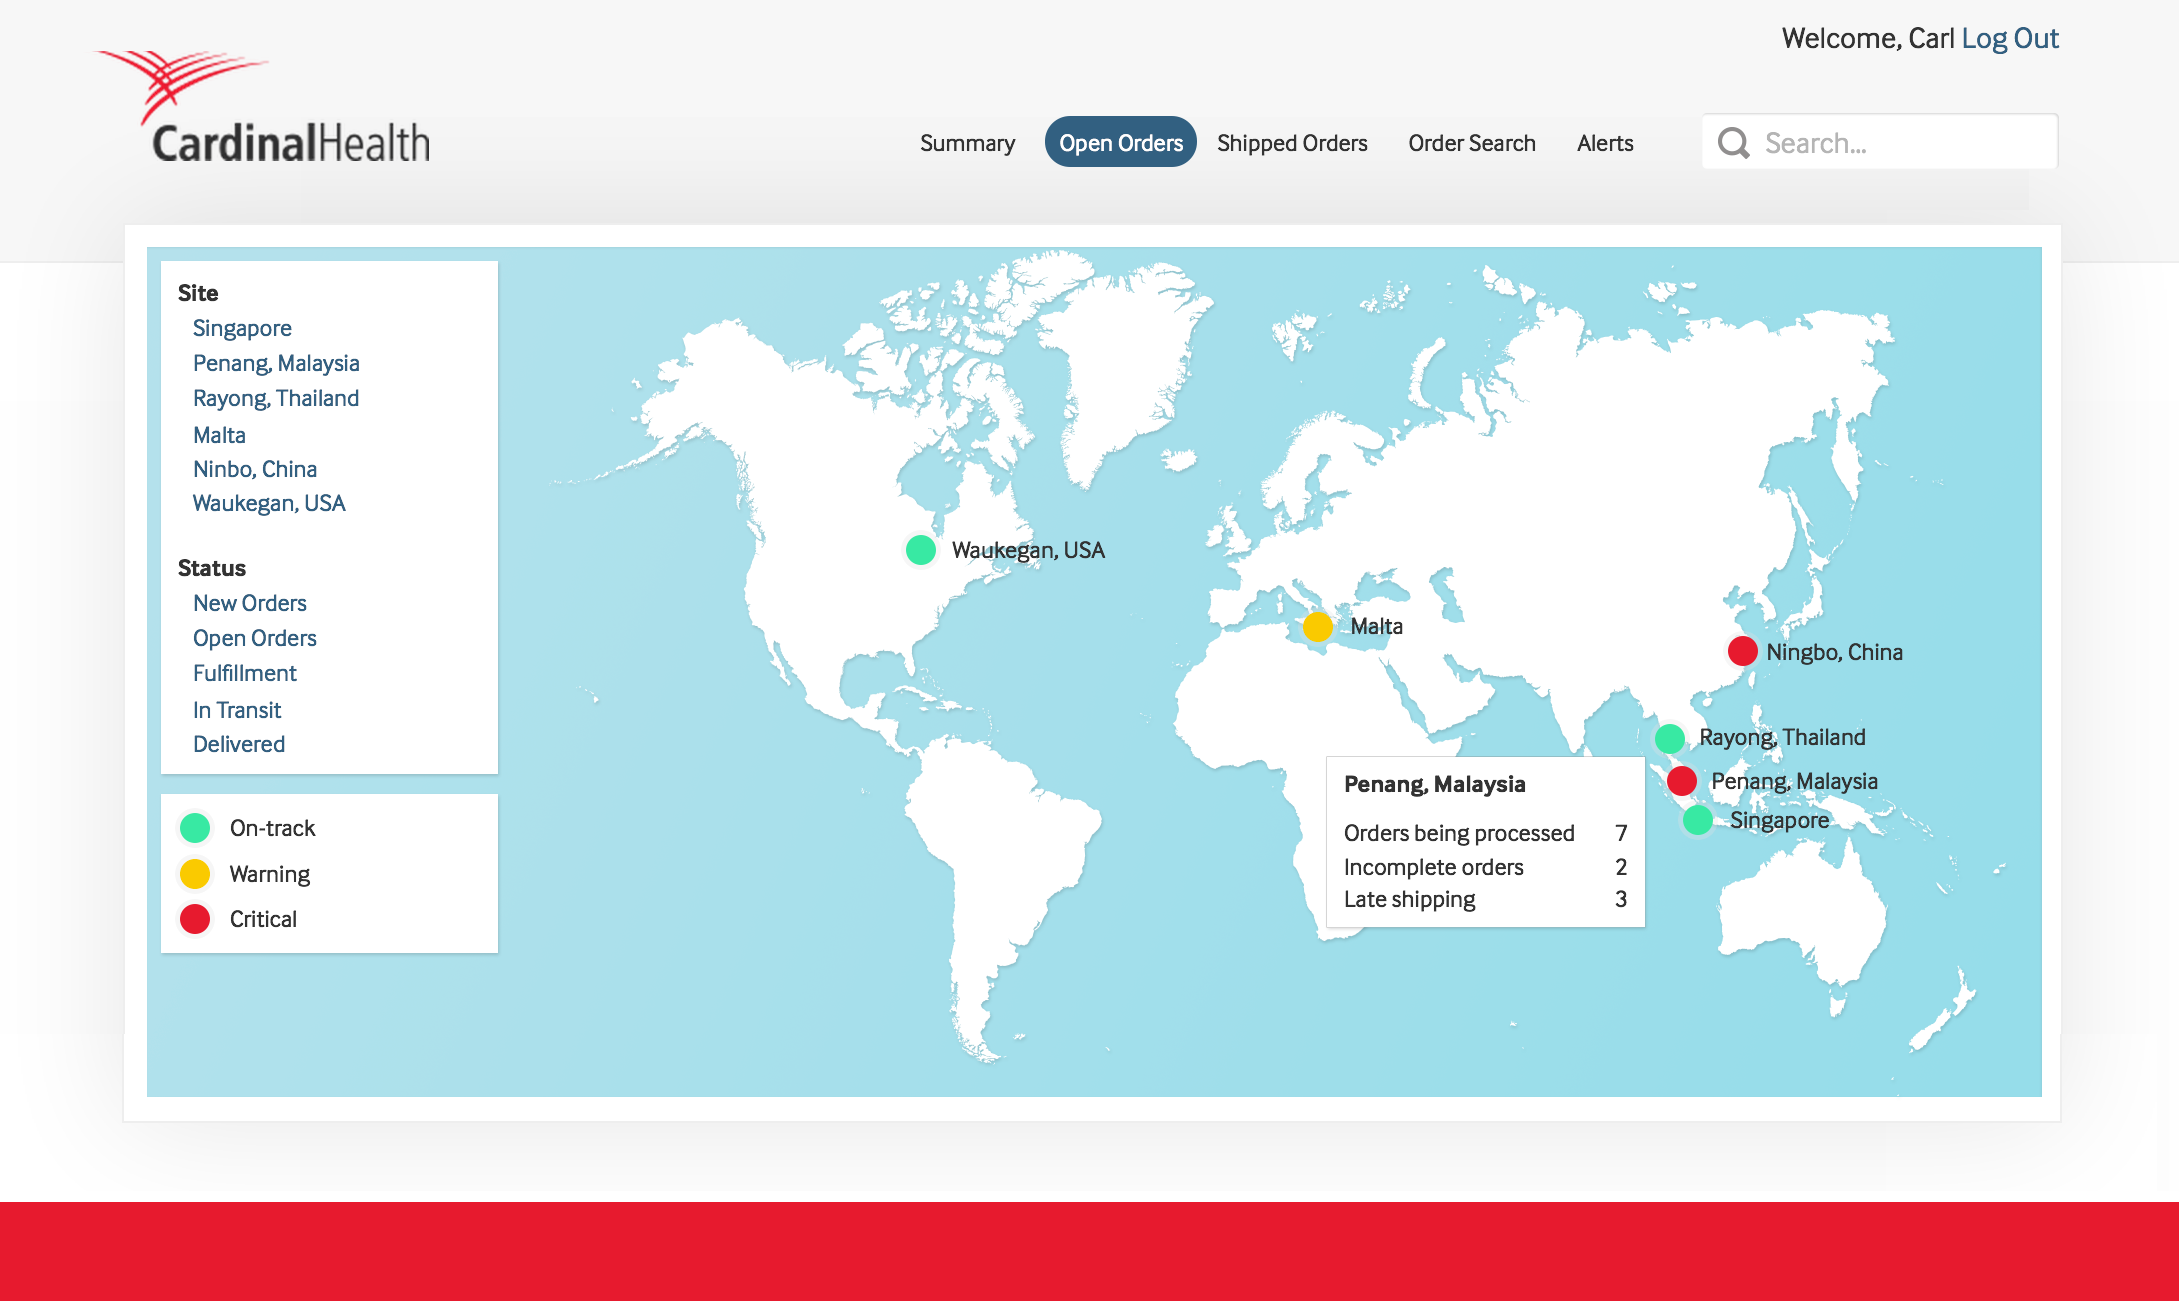 Welcome, Carl Log Out
CardinalHealth
Summary Open Orders Shipped Orders Order Search Alerts Search...
Site
Singapore
Penang, Malaysia
Rayong, Thailand
Malta
Ninbo, China
Waukegan, USA
Status
New Orders
Open Orders
Fulfillment
In Transit
Delivered
On-track
Warning
Critical
Waukegan, USA
Malta
Ningbo, China
Rayong, Thailand
Penang, Malaysia
Singapore
Penang, Malaysia
Orders being processed 7
Incomplete orders 2
Late shipping 3